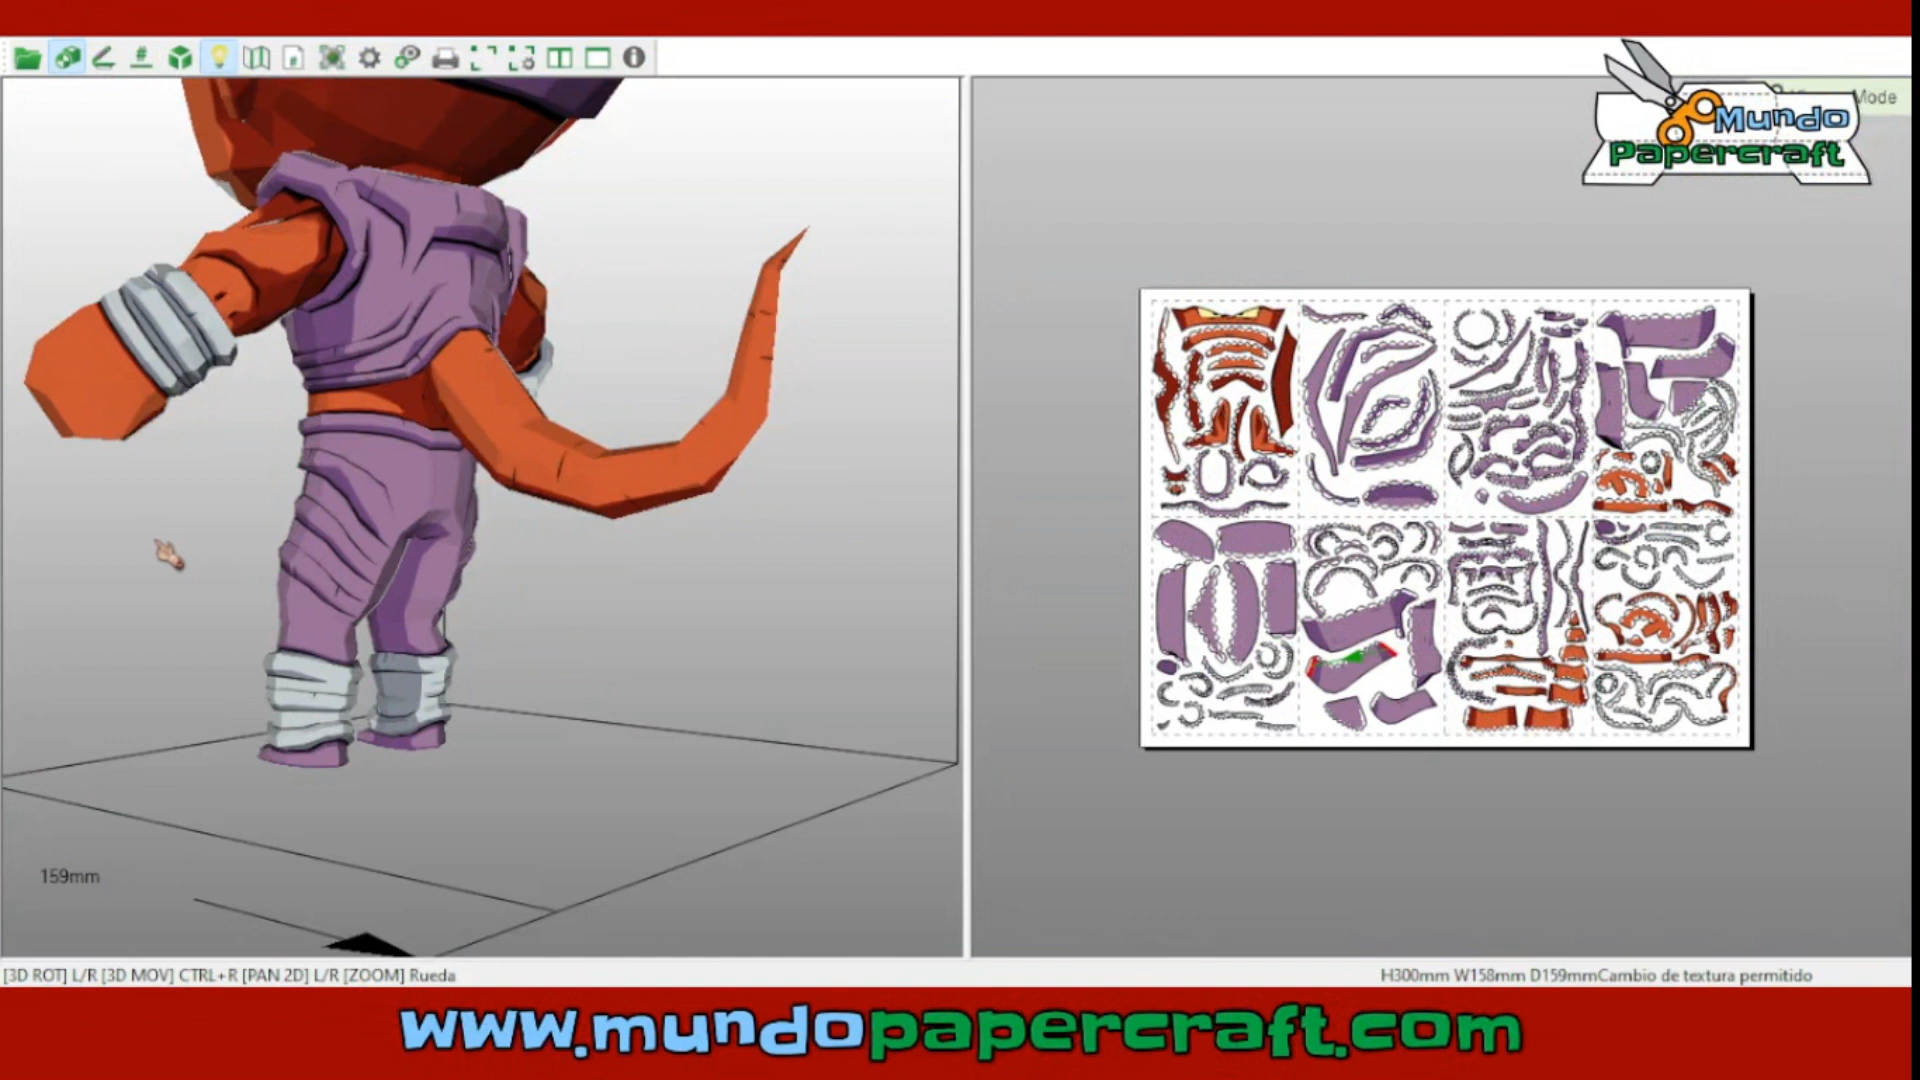 Mode
Mundo
Papercraft
159mm
[3D ROT] L/R [3D MOV] CTRL+R [PAN 2D] L/R [ZOOM] Rueda
H300mm W158mm D159mmCambio de textura permitido
www.mundopapercraft.com